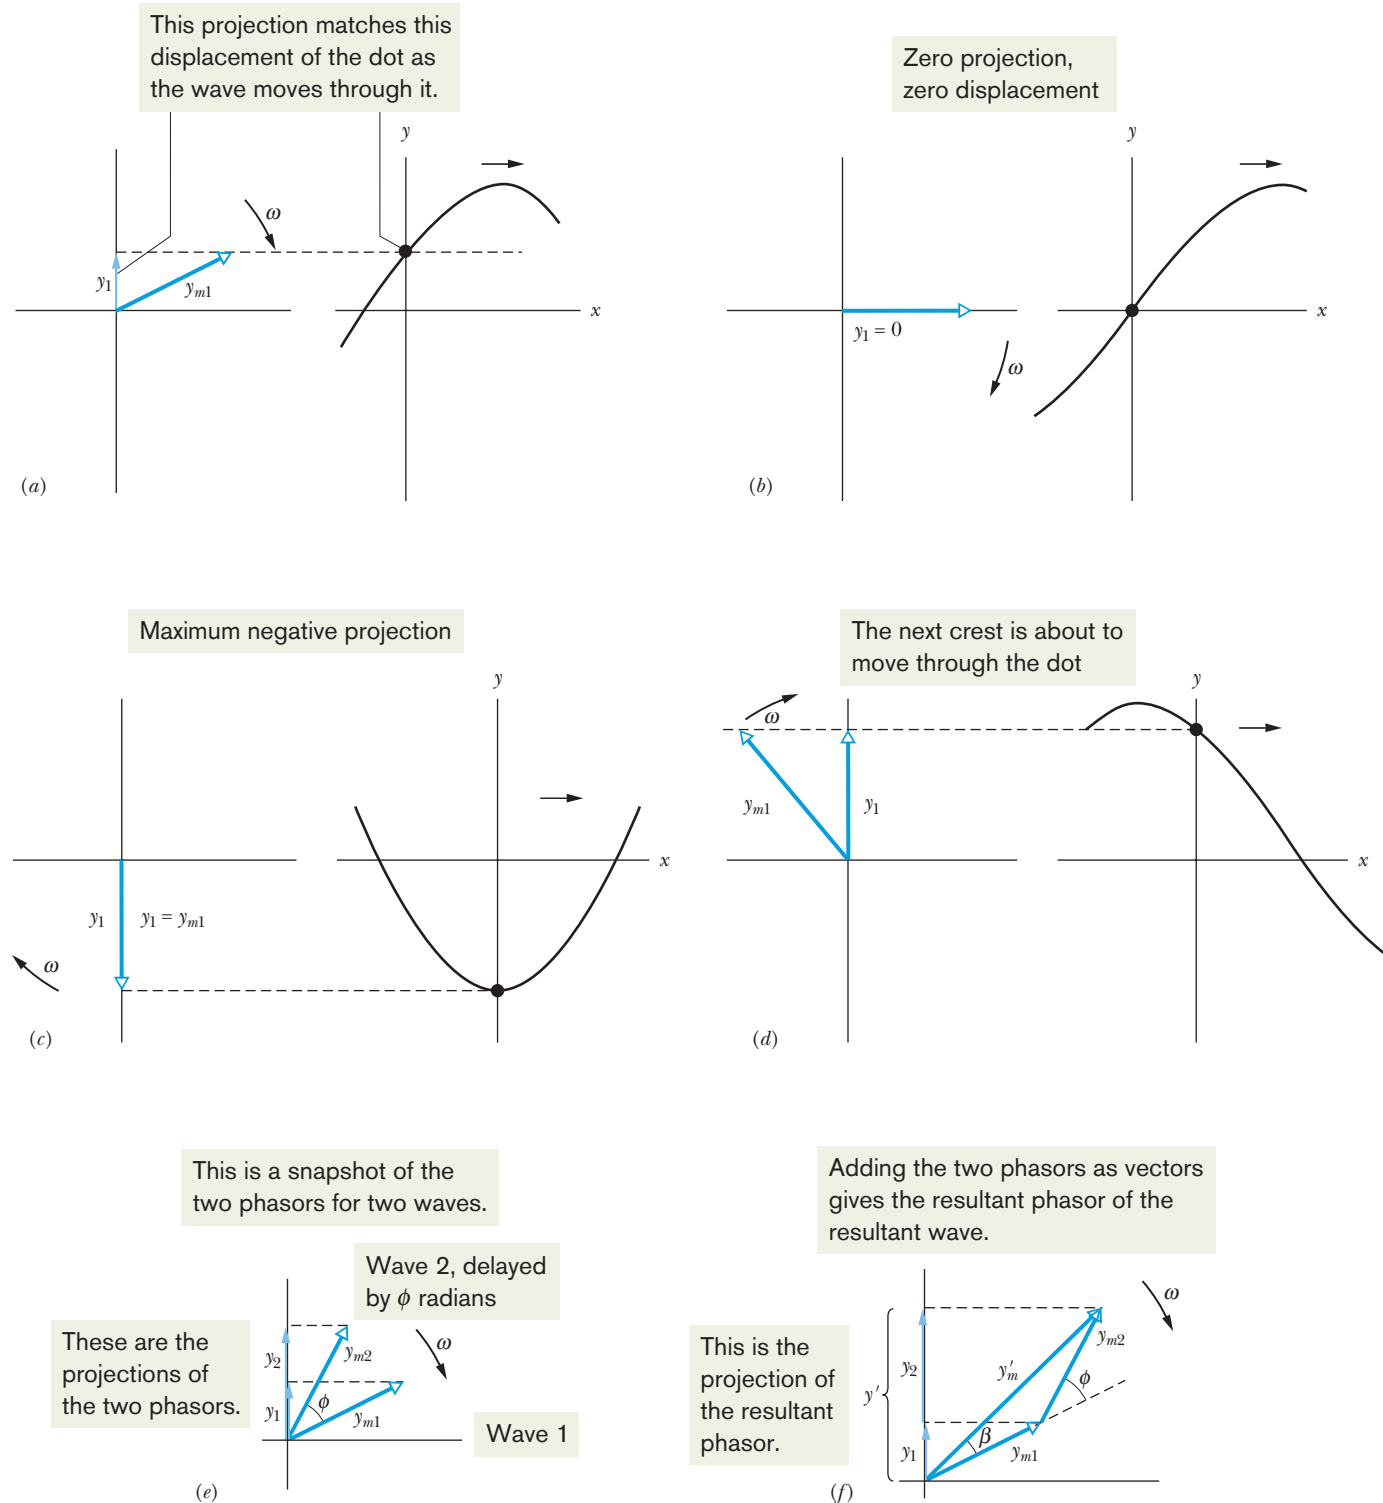 This projection matches this
displacement of the dot as
the wave moves through it.
y
ω
y1
ym1
x
(a)
Zero projection,
zero displacement
y
y1 = 0
ω
x
(b)
Maximum negative projection
y
x
y1
y1 = ym1
ω
(c)
The next crest is about to
move through the dot
y
ω
ym1
y1
x
(d)
This is a snapshot of the
two phasors for two waves.
Wave 2, delayed
by ϕ radians
These are the
projections of
the two phasors.
ω
y2
ym2
ϕ
y1
ym1
Wave 1
(e)
Adding the two phasors as vectors
gives the resultant phasor of the
resultant wave.
ω
This is the
projection of
the resultant
phasor.
ym2
y2
y′m
ϕ
y′
β
y1
ym1
(f)